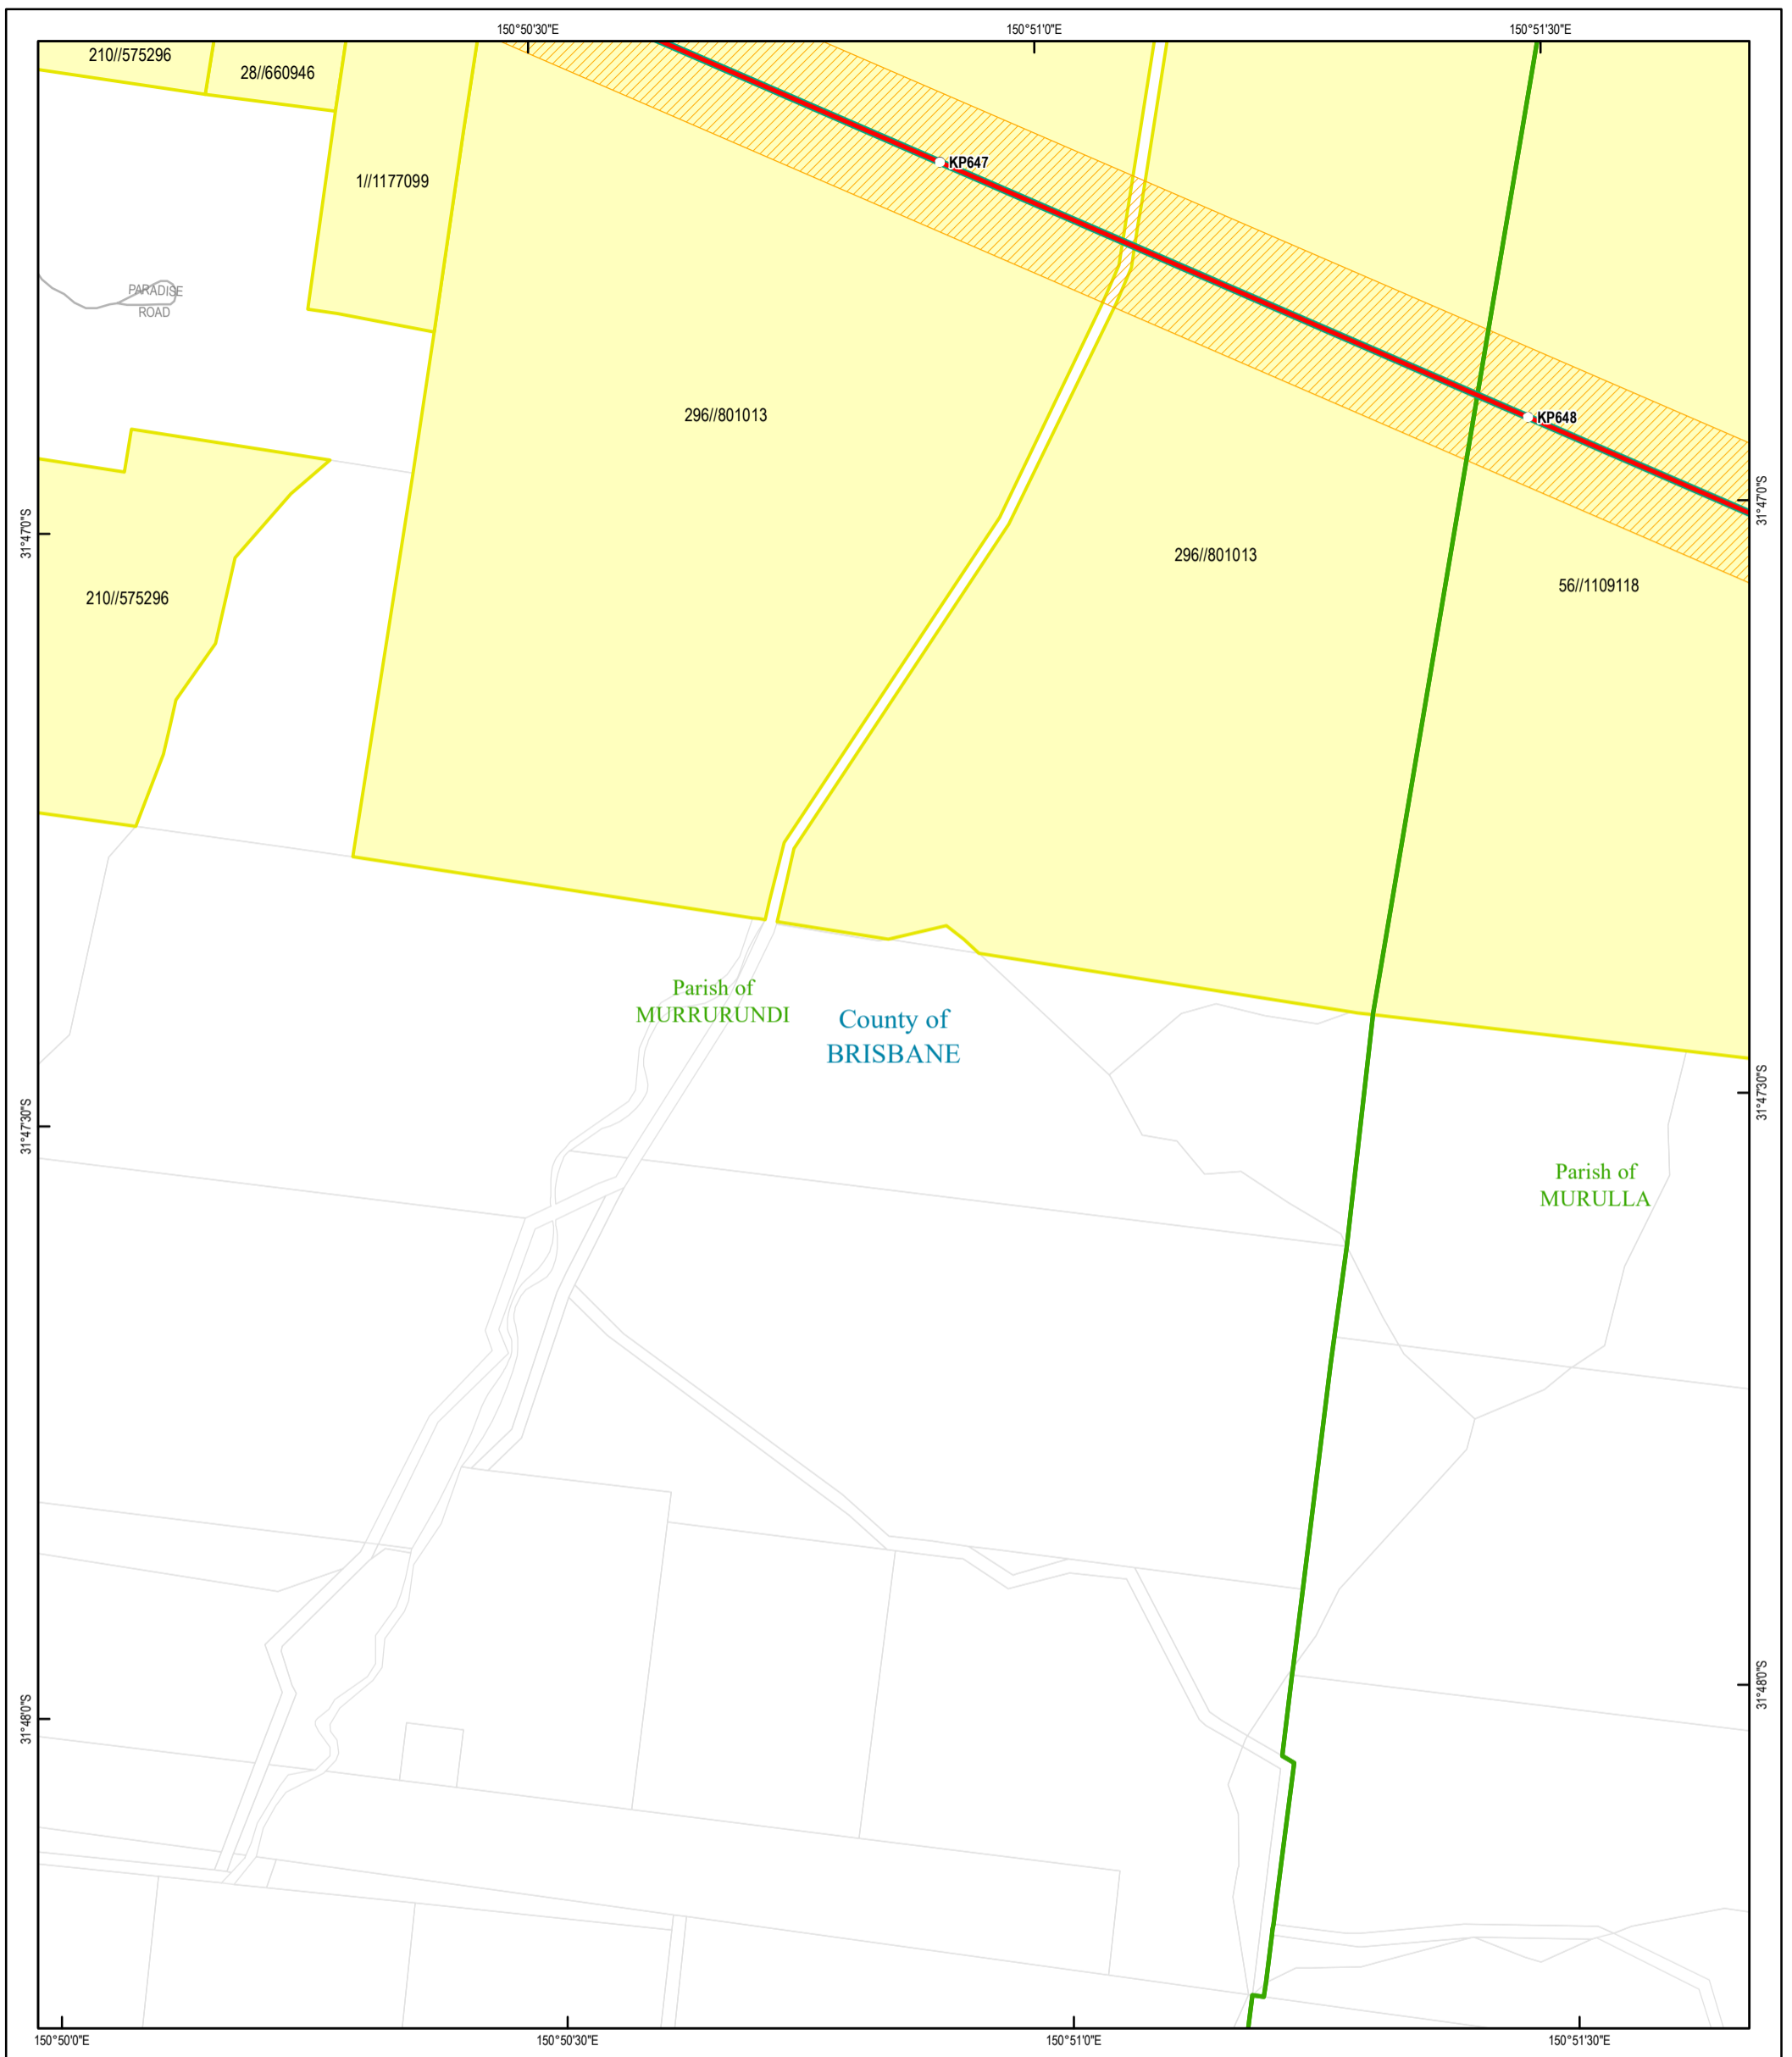 150°50'30"E
150°51'0"E
150°51'30"E
210//575296
28//660946
KP647
1//1177099
PARADISE
ROAD
296//801013
KP648
31°47'0"S
31°47'0"S
296//801013
56//1109118
210//575296
Parish of
MURRURUNDI
County of
BRISBANE
31°47'30"S
31°47'30"S
Parish of
MURULLA
31°48'0"S
31°48'0"S
150°50'0"E
150°50'30"E
150°51'0"E
150°51'30"E